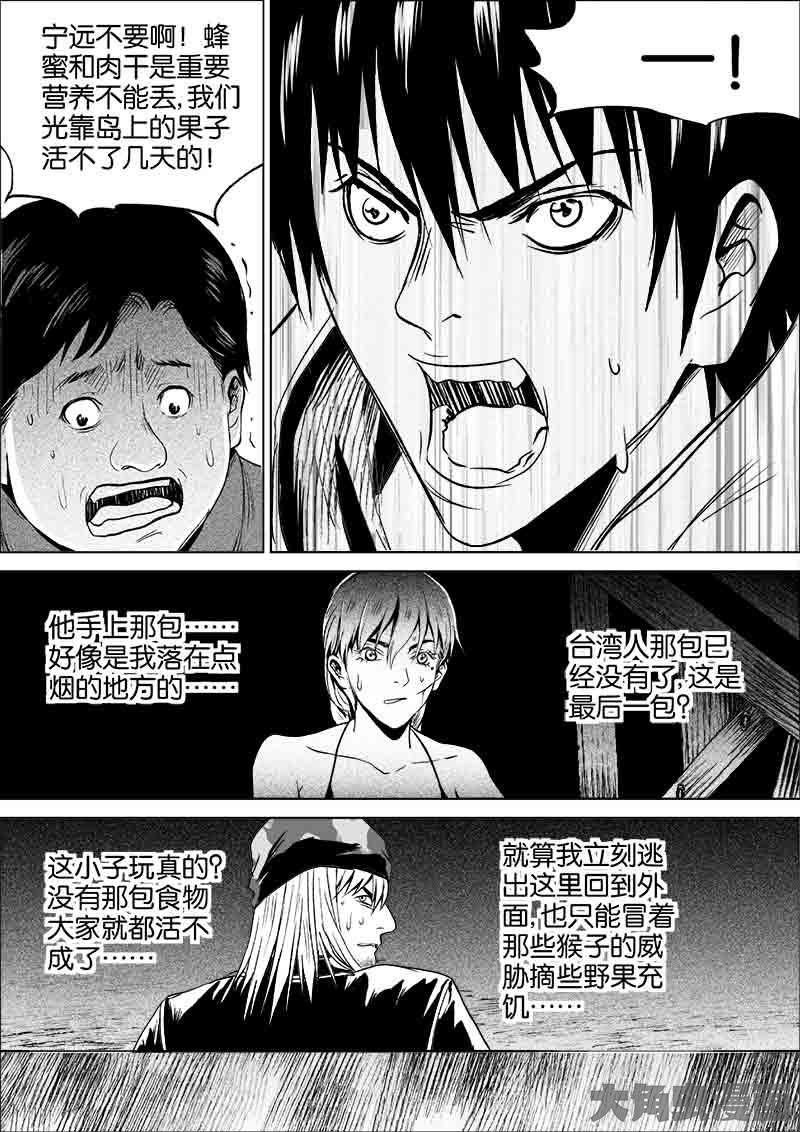 宁远不要啊！蜂
蜜和肉干是重要
营养不能丢，我们
光靠岛上的果子
活不了几天的！
一！
他手上那包……
好像是我落在点
烟的地方的……
台湾人那包已
经没有了，这是
最后一包？
这小子玩真的？
没有那包食物
大家就都活不
成了……
就算我立刻逃
出这里回到外
面，也只能冒着
那些猴子的威
胁摘些野果充
饥……
大角虫漫画